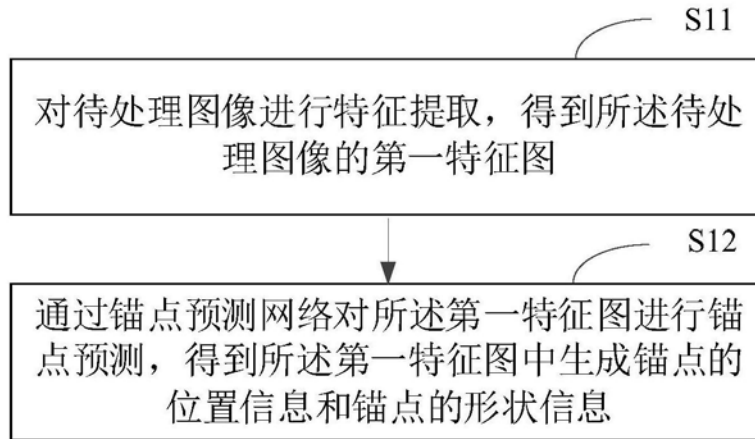 S11
对待处理图像进行特征提取，得到所述待处
理图像的第一特征图
S12
通过锚点预测网络对所述第一特征图进行锚
点预测，得到所述第一特征图中生成锚点的
位置信息和锚点的形状信息